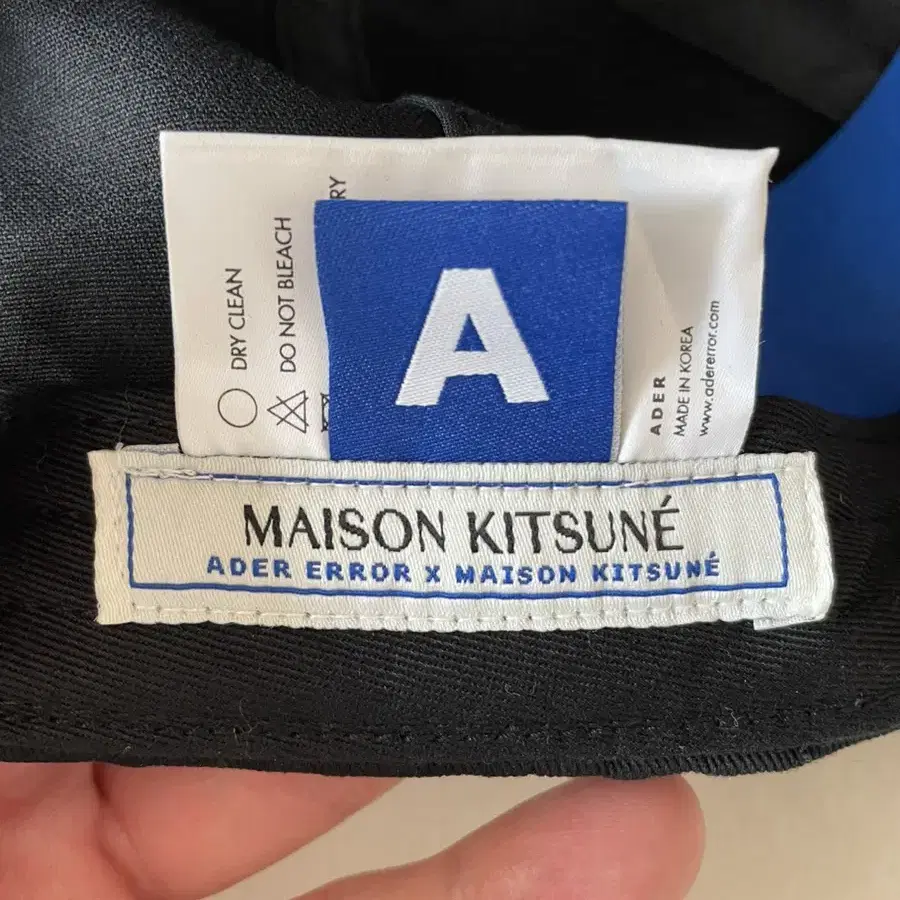 DRY CLEAN
DO NOT BLEACH
A
ADER
MADE IN KOREA
www.adererror.com
MAISON KITSUNÉ
ADER ERROR X MAISON KITSUNÉ